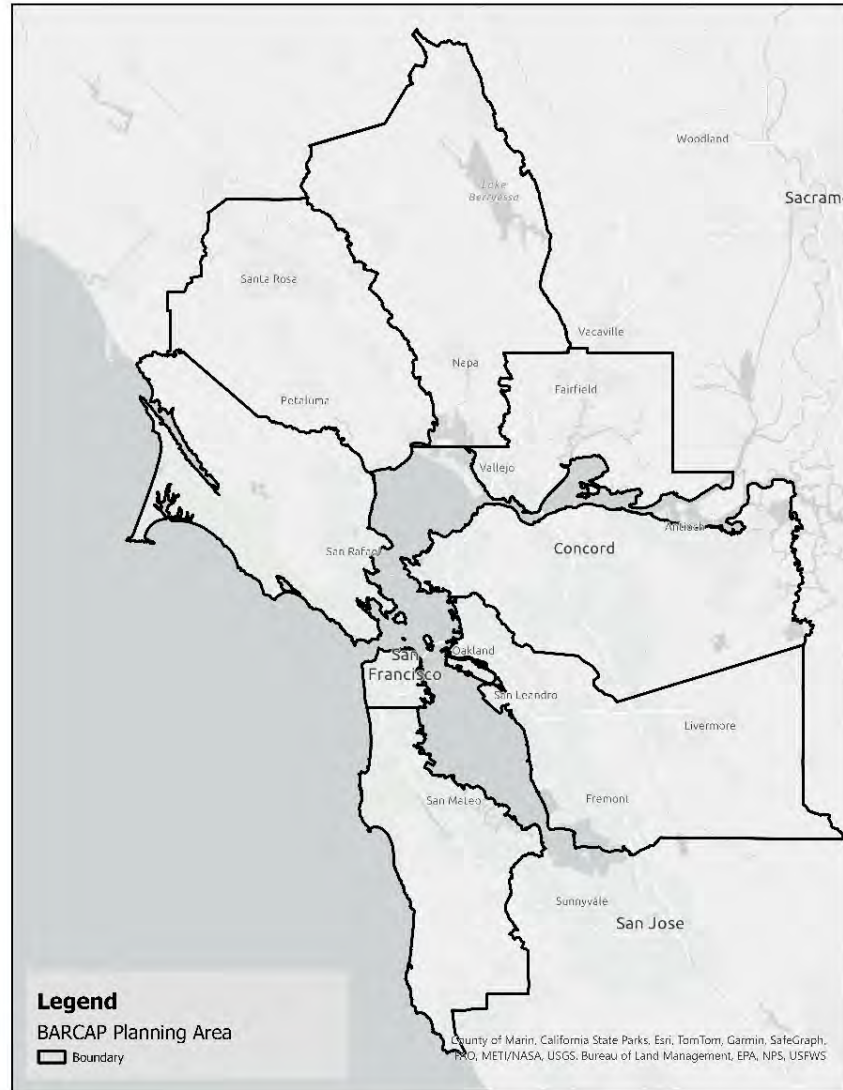 Woodland
Lake
Berryessa
Sacram
Santa Rosa
Vacaville
Napa
Fairfield
Petaluma
Vallejo
Antioch
San Rafael
Concord
Oakland
San
Francisco
San Leandro
Livermore
San Mateo
Fremont
Sunnyvale
San Jose
Legend
BARCAP Planning Area
Boundary
County of Marin, California State Parks, Esri, TomTom, Garmin, SafeGraph,
FAO, METI/NASA, USGS, Bureau of Land Management, EPA, NPS, USFWS